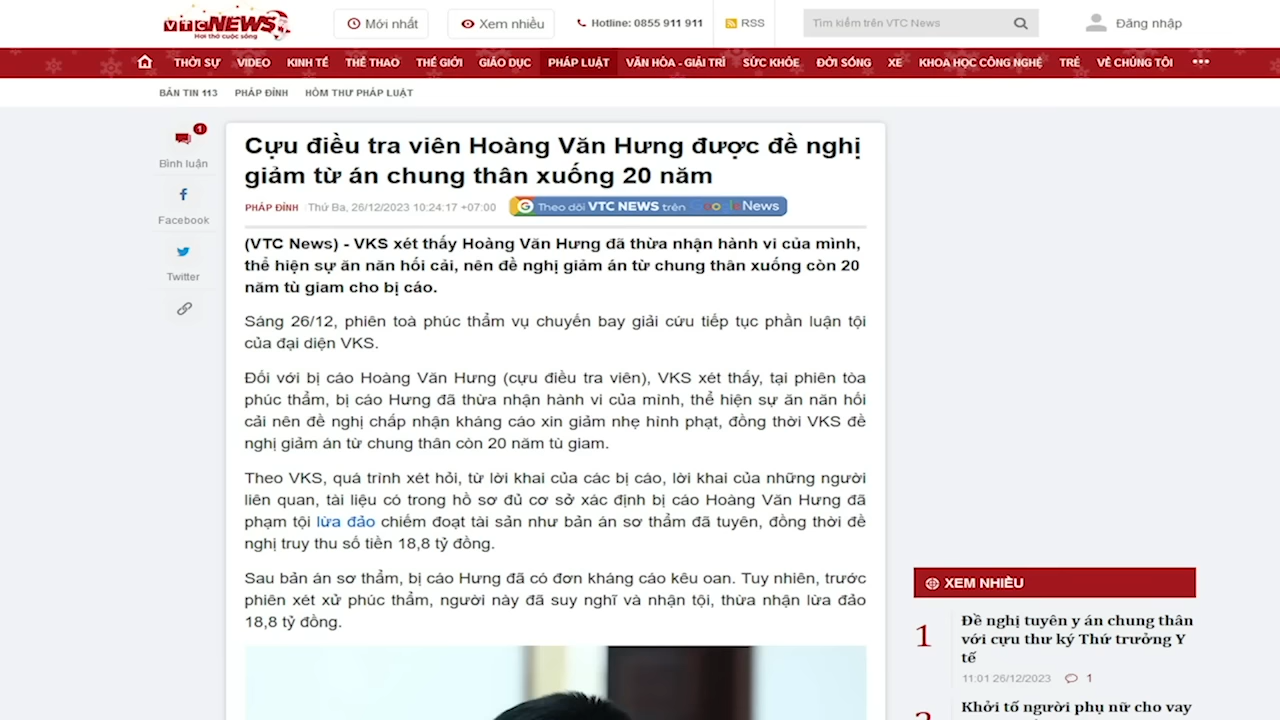 VTC NEWS
Hơi thở cuộc sống
Mới nhất
Xem nhiều
Hotline: 0855 911 911
RSS
Tìm kiếm trên VTC News
Đăng nhập
THỜI SỰ VIDEO KINH TẾ THỂ THAO THẾ GIỚI GIÁO DỤC PHÁP LUẬT VĂN HÓA - GIẢI TRÍ SỨC KHỎE ĐỜI SỐNG XE KHOA HỌC CÔNG NGHỆ TRẺ VỀ CHÚNG TÔI
BẢN TIN 113 PHÁP ĐÌNH HÒM THƯ PHÁP LUẬT
1
Bình luận
Facebook
Twitter
Cựu điều tra viên Hoàng Văn Hưng được đề nghị
giảm từ án chung thân xuống 20 năm
PHÁP ĐÌNH Thứ Ba, 26/12/2023 10:24:17 +07:00
Theo dõi VTC NEWS trên Google News
(VTC News) - VKS xét thấy Hoàng Văn Hưng đã thừa nhận hành vi của mình,
thể hiện sự ăn năn hối cải, nên đề nghị giảm án từ chung thân xuống còn 20
năm tù giam cho bị cáo.
Sáng 26/12, phiên toà phúc thẩm vụ chuyến bay giải cứu tiếp tục phần luận tội
của đại diện VKS.
Đối với bị cáo Hoàng Văn Hưng (cựu điều tra viên), VKS xét thấy, tại phiên tòa
phúc thẩm, bị cáo Hưng đã thừa nhận hành vi của mình, thể hiện sự ăn năn hối
cải nên đề nghị chấp nhận kháng cáo xin giảm nhẹ hình phạt, đồng thời VKS đề
nghị giảm án từ chung thân còn 20 năm tù giam.
Theo VKS, quá trình xét hỏi, từ lời khai của các bị cáo, lời khai của những người
liên quan, tài liệu có trong hồ sơ đủ cơ sở xác định bị cáo Hoàng Văn Hưng đã
phạm tội lừa đảo chiếm đoạt tài sản như bản án sơ thẩm đã tuyên, đồng thời đề
nghị truy thu số tiền 18,8 tỷ đồng.
Sau bản án sơ thẩm, bị cáo Hưng đã có đơn kháng cáo kêu oan. Tuy nhiên, trước
phiên xét xử phúc thẩm, người này đã suy nghĩ và nhận tội, thừa nhận lừa đảo
18,8 tỷ đồng.
XEM NHIỀU
1
Đề nghị tuyên y án chung thân
với cựu thư ký Thứ trưởng Y
tế
11:01 26/12/2023 1
Khởi tố người phụ nữ cho vay